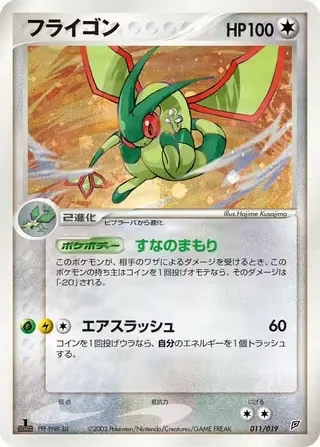 フライゴン HP100
Illus. Hajime Kusajima
2進化 ビブラーバから進化
ポケボディー すなのまもり
このポケモンが、相手のワザによるダメージを受けるとき、この
ポケモンの持ち主はコインを1回投げオモテなら、そのダメージは
「-20」される。
エアスラッシュ 60
コインを1回投げウラなら、自分のエネルギーを1個トラッシュ
する。
弱点 抵抗力 にげる
1
©2003 Pokémon/Nintendo/Creatures/GAME FREAK
011/019